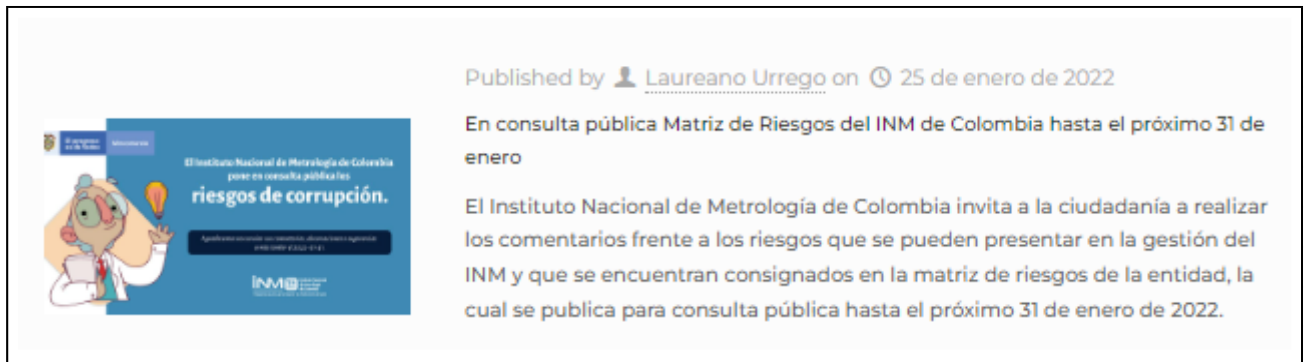 Published by Laureano Urrego on 25 de enero de 2022
En consulta pública Matriz de Riesgos del INM de Colombia hasta el próximo 31 de
enero
El Instituto Nacional de Metrología de Colombia
pone en consulta pública los
riesgos de corrupción.
INM
El Instituto Nacional de Metrología de Colombia invita a la ciudadanía a realizar
los comentarios frente a los riesgos que se pueden presentar en la gestión del
INM y que se encuentran consignados en la matriz de riesgos de la entidad, la
cual se publica para consulta pública hasta el próximo 31 de enero de 2022.